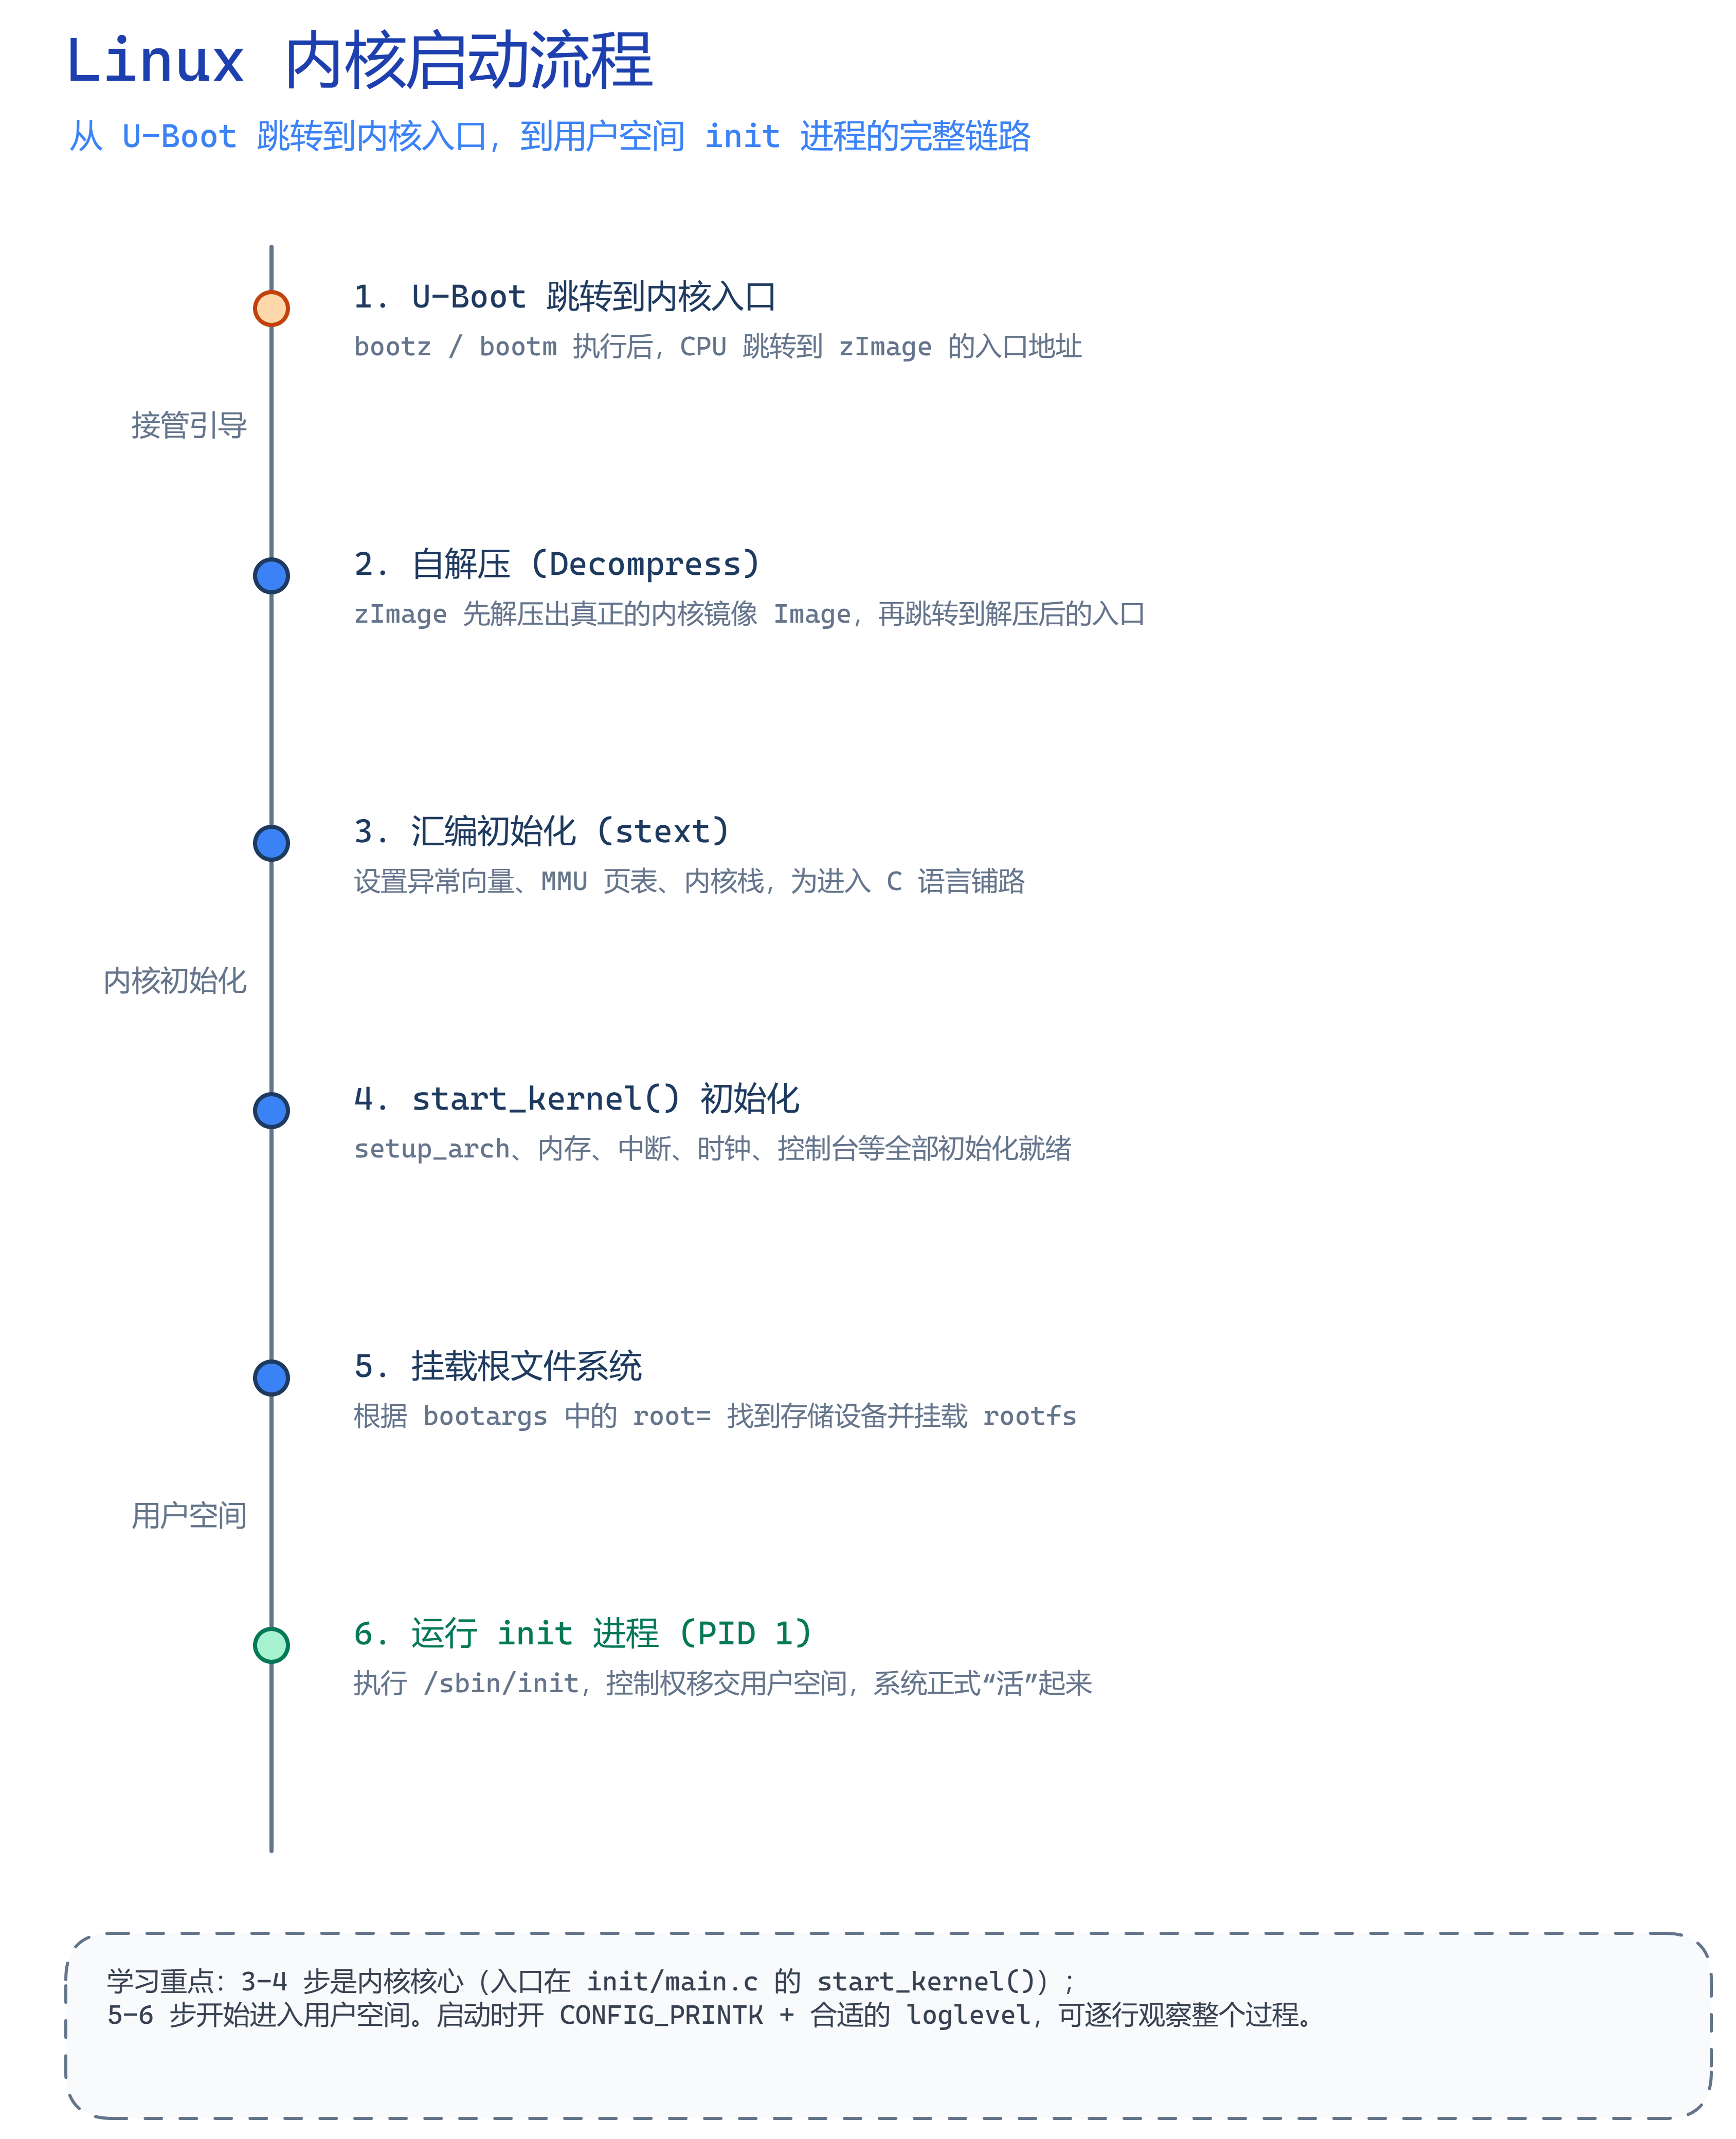 Linux 内核启动流程
从 U-Boot 跳转到内核入口，到用户空间 init 进程的完整链路
1. U-Boot 跳转到内核入口
bootz / bootm 执行后，CPU 跳转到 zImage 的入口地址
接管引导
2. 自解压 (Decompress)
zImage 先解压出真正的内核镜像 Image，再跳转到解压后的入口
3. 汇编初始化 (stext)
设置异常向量、MMU 页表、内核栈，为进入 C 语言铺路
内核初始化
4. start_kernel() 初始化
setup_arch、内存、中断、时钟、控制台等全部初始化就绪
5. 挂载根文件系统
根据 bootargs 中的 root= 找到存储设备并挂载 rootfs
用户空间
6. 运行 init 进程 (PID 1)
执行 /sbin/init，控制权移交用户空间，系统正式“活”起来
学习重点：3-4 步是内核核心（入口在 init/main.c 的 start_kernel()）；
5-6 步开始进入用户空间。启动时开 CONFIG_PRINTK + 合适的 loglevel，可逐行观察整个过程。